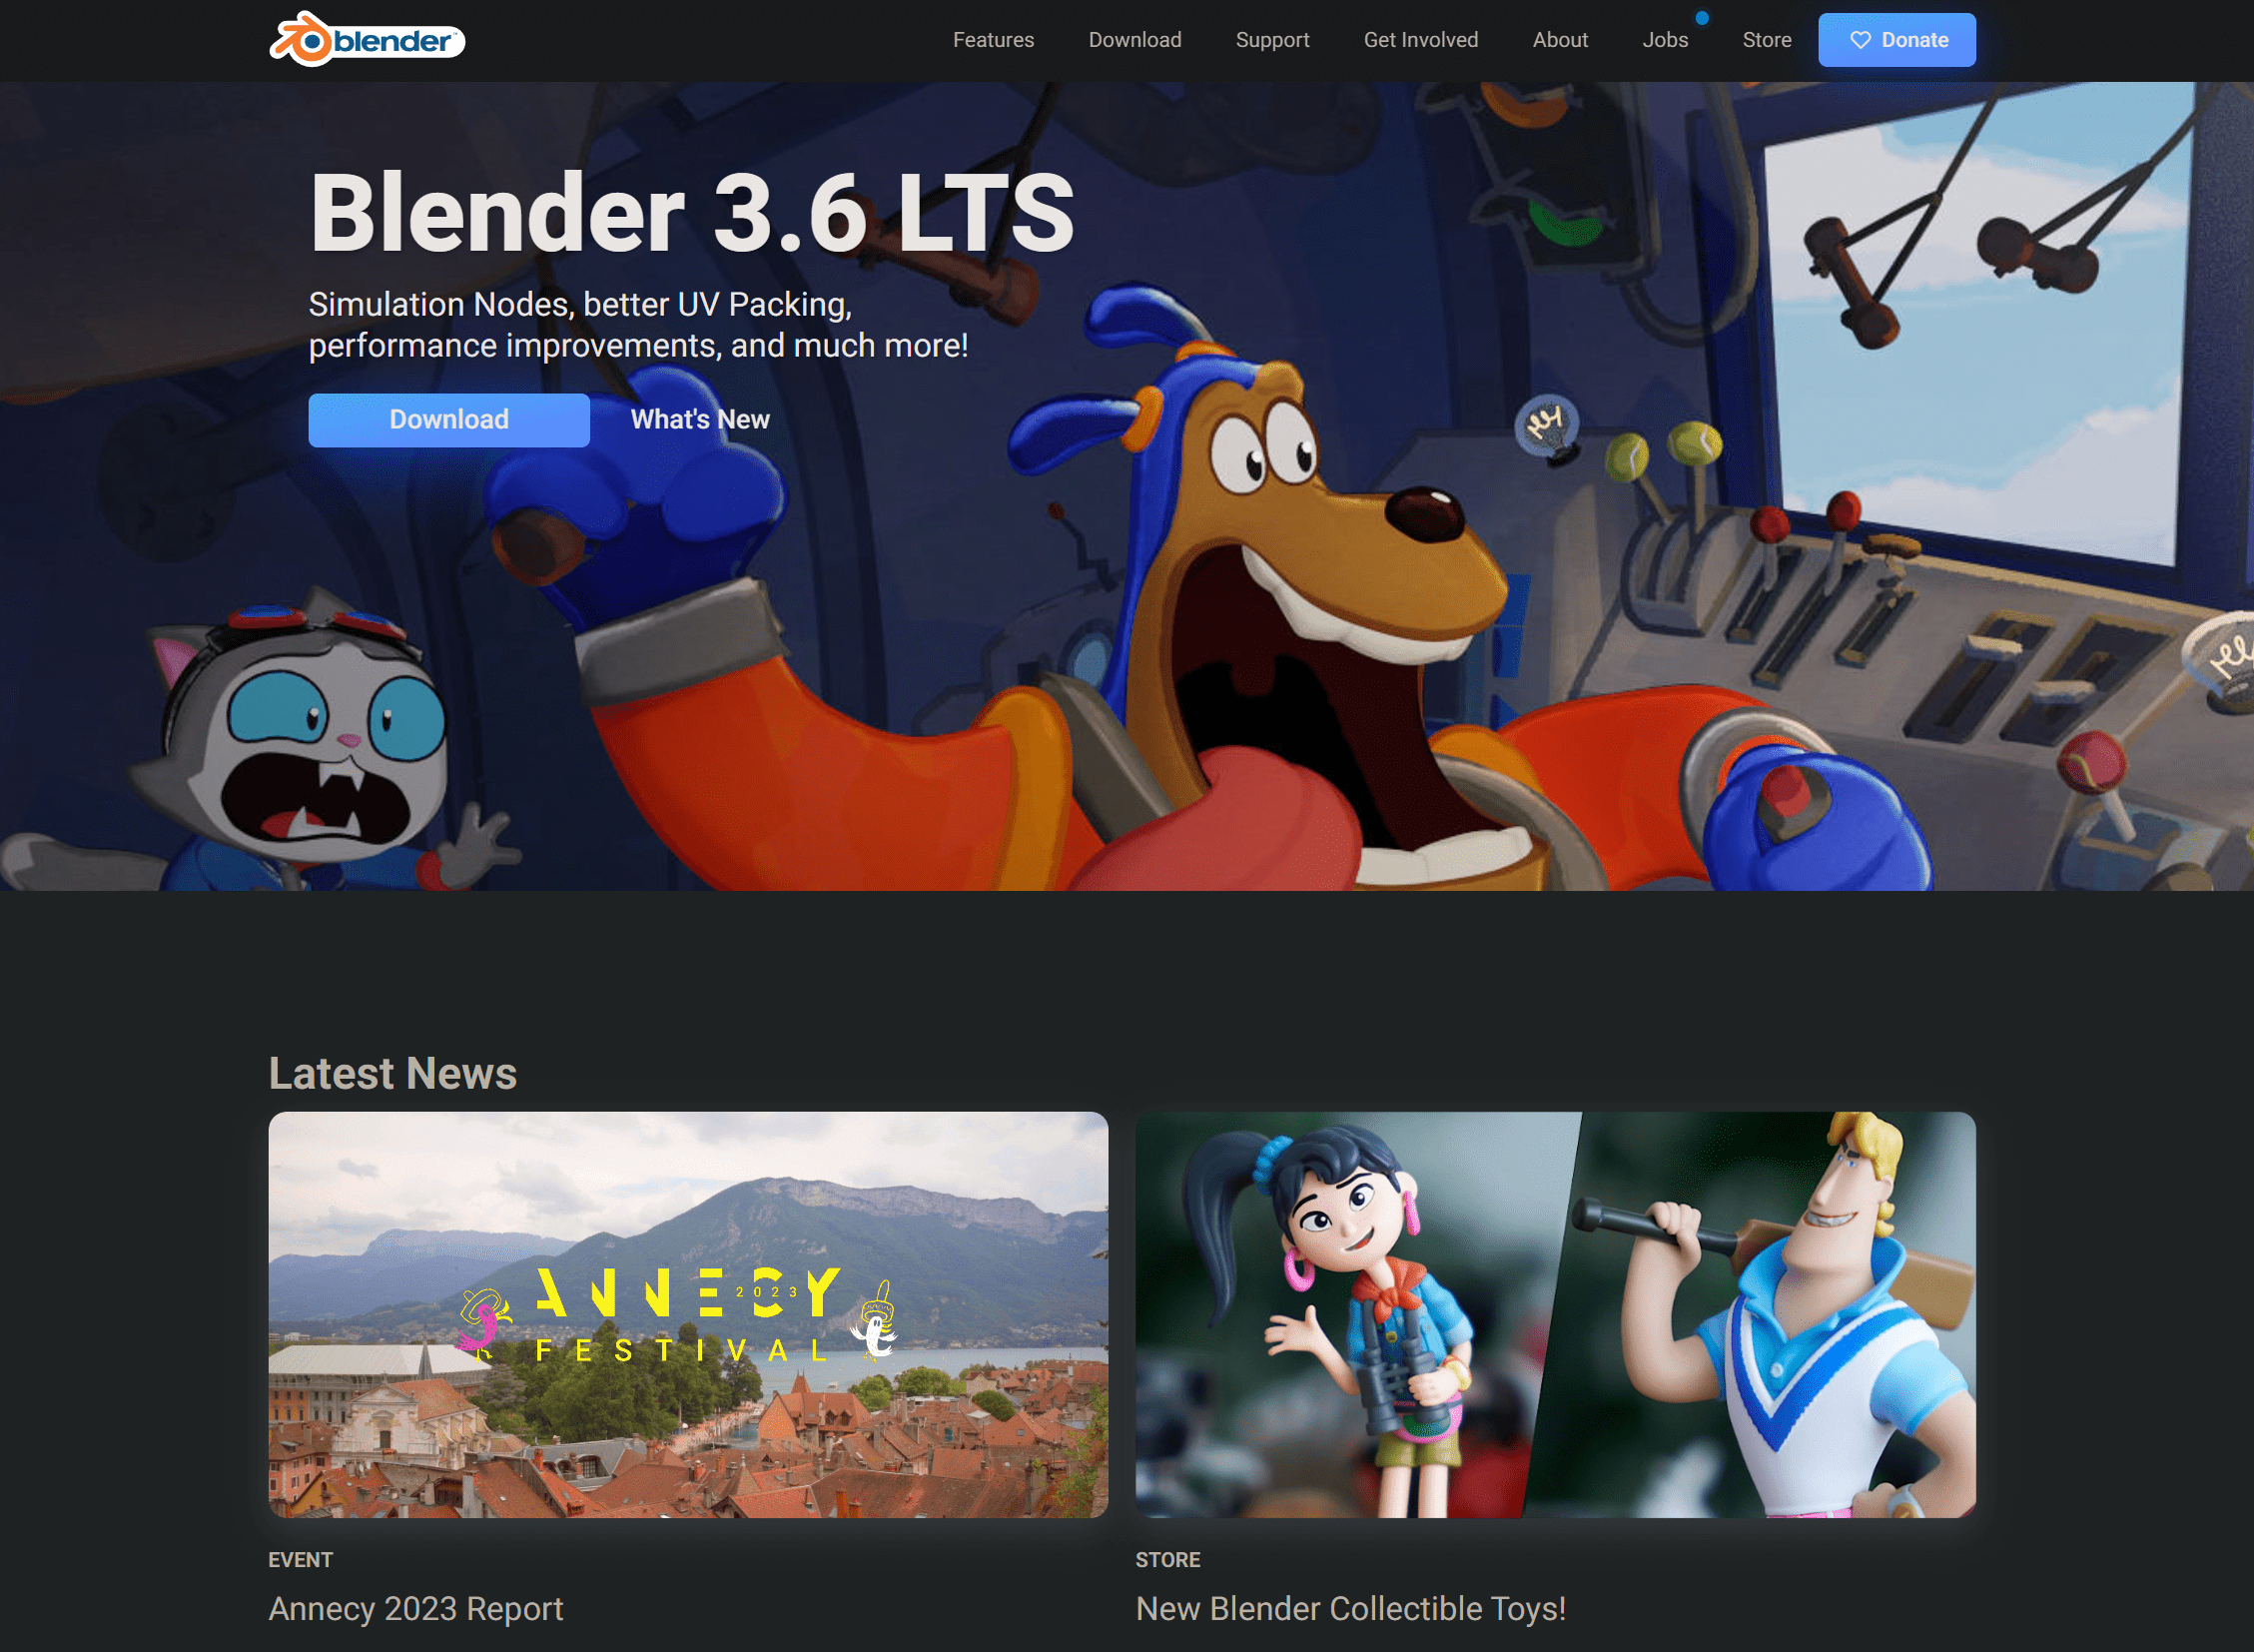 blender
Features
Download
Support
Get Involved
About
Jobs
Store
Donate
Blender 3.6 LTS
Simulation Nodes, better UV Packing,
performance improvements, and much more!
Download
What's New
Latest News
ANNECY
2023
FESTIVAL
EVENT
Annecy 2023 Report
STORE
New Blender Collectible Toys!